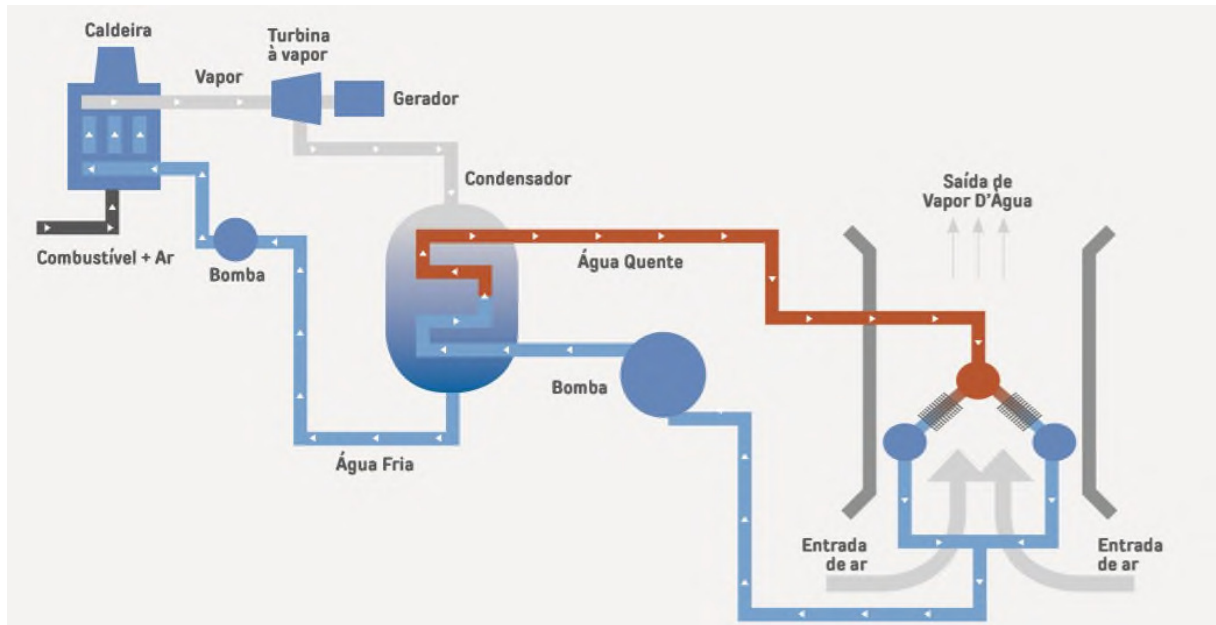 Caldeira
Turbina
à vapor
Vapor
Gerador
Condensador
Saída de
Vapor D'Água
Combustível + Ar
Bomba
Água Quente
Bomba
Água Fria
Entrada
de ar
Entrada
de ar